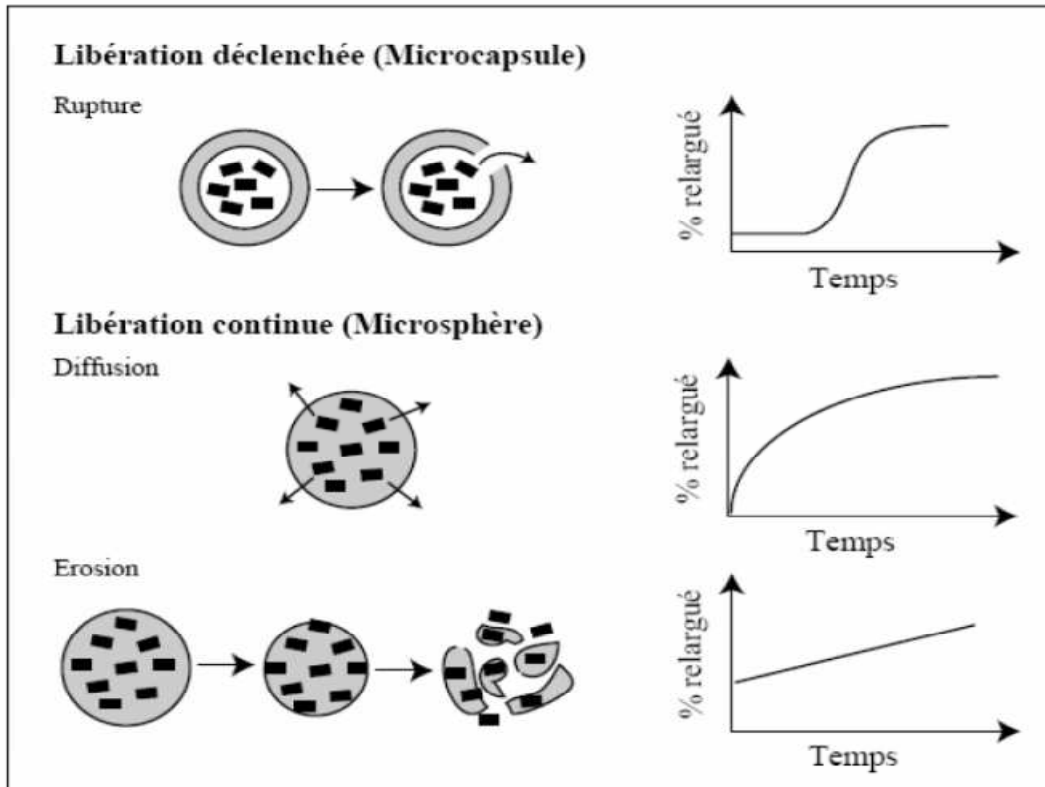 Libération déclenchée (Microcapsule)
Rupture
% relargué
Temps
Libération continue (Microsphère)
Diffusion
% relargué
Temps
Erosion
% relargué
Temps